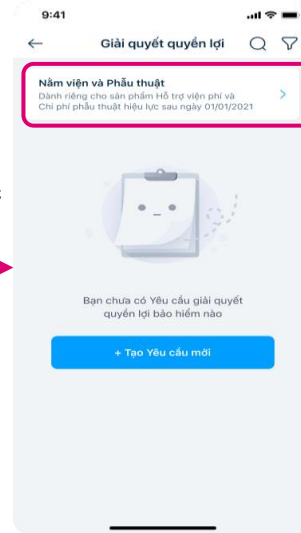 9:41
Giải quyết quyền lợi
Nằm viện và Phẫu thuật
Dành riêng cho sản phẩm Hỗ trợ viện phí và
Chi phí phẫu thuật hiệu lực sau ngày 01/01/2021
Bạn chưa có Yêu cầu giải quyết
quyền lợi bảo hiểm nào
+ Tạo Yêu cầu mới